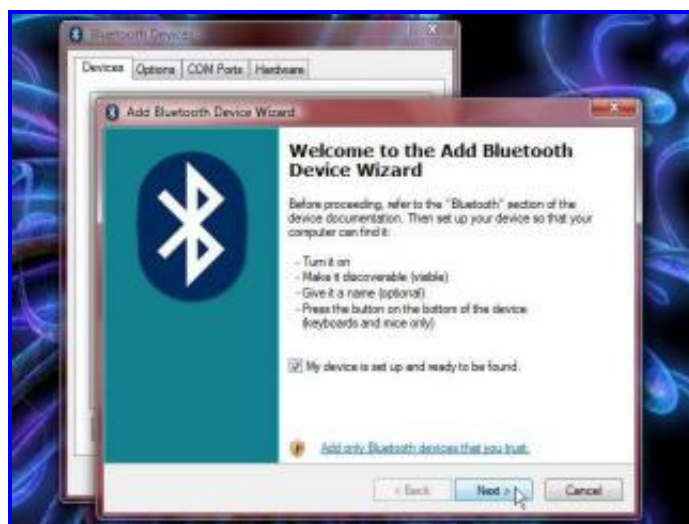 Bluetooth Devices
Devices Options COM Ports Hardware
Add Bluetooth Device Wizard
Welcome to the Add Bluetooth
Device Wizard
Before proceeding, refer to the "Bluetooth" section of the
device documentation. Then set up your device so that your
computer can find it:
- Turn it on
- Make it discoverable (visible)
- Give it a name (optional)
- Press the button on the bottom of the device
(keyboards and mice only)
My device is set up and ready to be found.
Add only Bluetooth devices that you trust.
< Back Next > Cancel